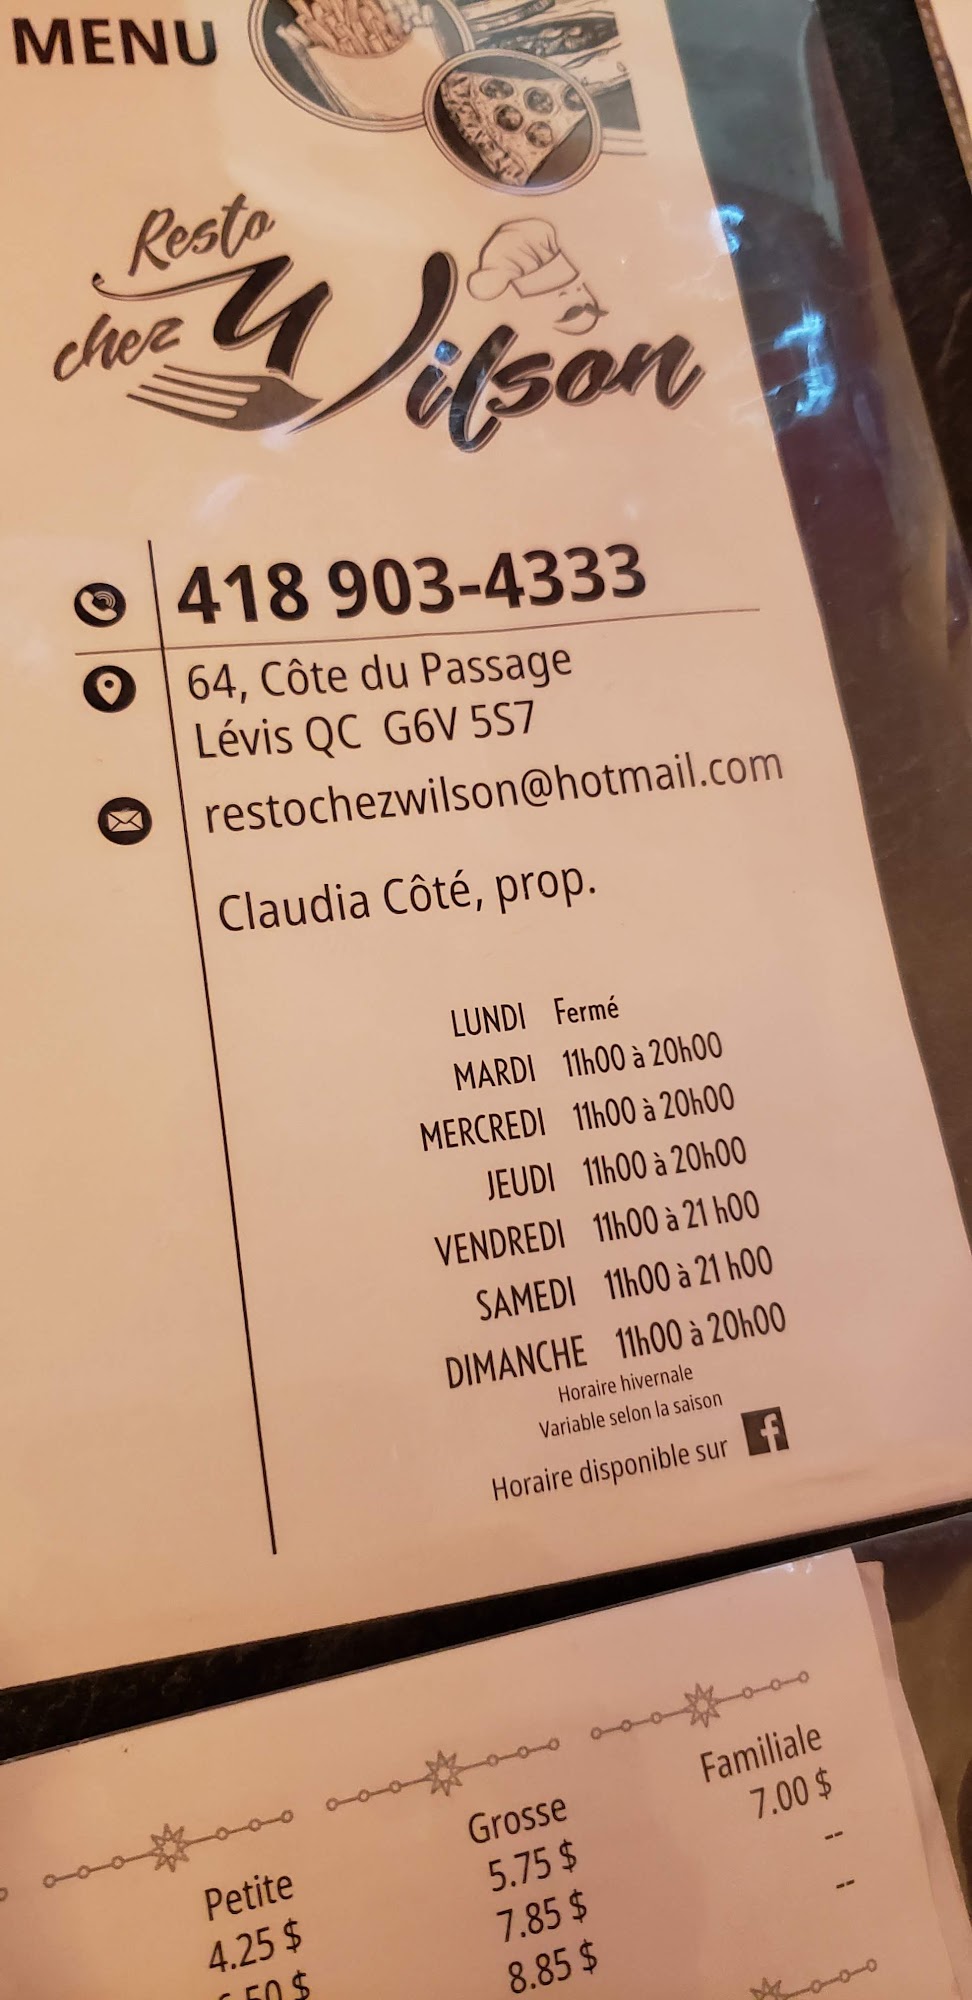 MENU
Resto
chez Wilson
418 903-4333
64, Côte du Passage
Lévis QC G6V 5S7
restochezwilson@hotmail.com
Claudia Côté, prop.
LUNDI Fermé
MARDI 11h00 à 20h00
MERCREDI 11h00 à 20h00
JEUDI 11h00 à 20h00
VENDREDI 11h00 à 21 h00
SAMEDI 11h00 à 21 h00
DIMANCHE 11h00 à 20h00
Horaire hivernale
Variable selon la saison
Horaire disponible sur f
Petite Grosse Familiale
4.25 $ 5.75 $ 7.00 $
7.85 $ --
8.85 $ --